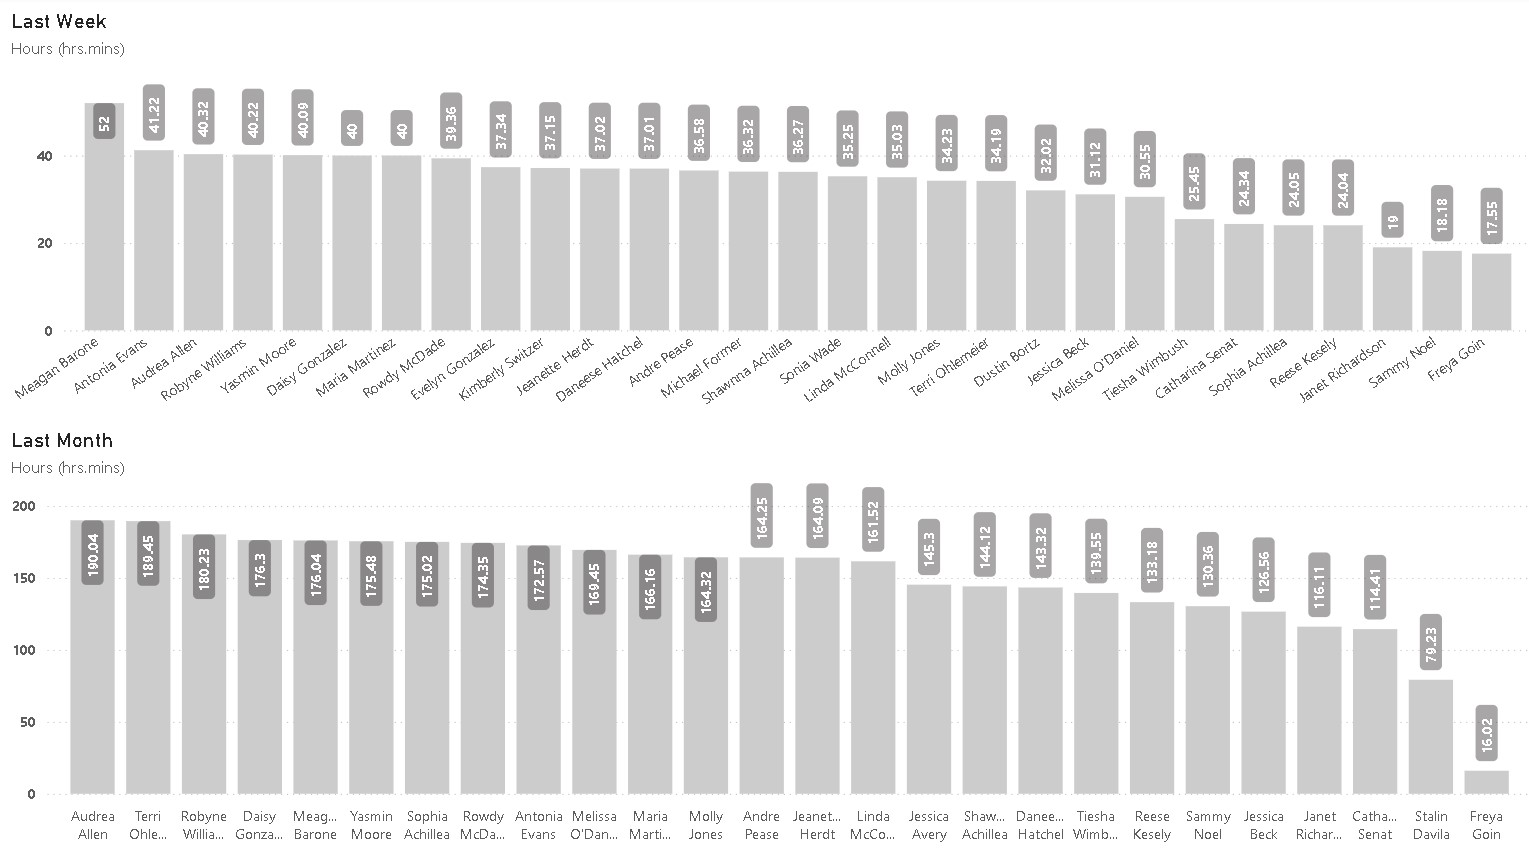 Last Week
Hours (hrs.mins)
52
41.22
40.32
40.22
40.09
40
40
39.36
37.34
37.15
37.02
37.01
36.58
36.32
36.27
35.25
35.03
34.23
34.19
32.02
31.12
30.55
25.45
24.34
24.05
24.04
19
18.18
17.55
40
20
0
Meagan Barone
Antonia Evans
Audrea Allen
Robyne Williams
Yasmin Moore
Daisy Gonzalez
Maria Martinez
Rowdy McDade
Evelyn Gonzalez
Kimberly Switzer
Jeanette Herdt
Daneese Hatchel
Andre Pease
Michael Former
Shawnna Achillea
Sonia Wade
Linda McConnell
Molly Jones
Terri Ohlemeier
Dustin Bortz
Jessica Beck
Melissa O'Daniel
Tiesha Wimbush
Catharina Senat
Sophia Achillea
Reese Kesely
Janet Richardson
Sammy Noel
Freya Goin
Last Month
Hours (hrs.mins)
200
150
100
50
0
190.04
189.45
180.23
176.3
176.04
175.48
175.02
174.35
172.57
169.45
166.16
164.32
164.25
164.09
161.52
145.3
144.12
143.32
139.55
133.18
130.36
126.56
116.11
114.41
79.23
16.02
Audrea
Allen
Terri
Ohle...
Robyne
Willia...
Daisy
Gonza...
Meag...
Barone
Yasmin
Moore
Sophia
Achillea
Rowdy
McDa...
Antonia
Evans
Melissa
O'Dan...
Maria
Marti...
Molly
Jones
Andre
Pease
Jeanet...
Herdt
Linda
McCo...
Jessica
Avery
Shaw...
Achillea
Danee...
Hatchel
Tiesha
Wimb...
Reese
Kesely
Sammy
Noel
Jessica
Beck
Janet
Richar...
Catha...
Senat
Stalin
Davila
Freya
Goin